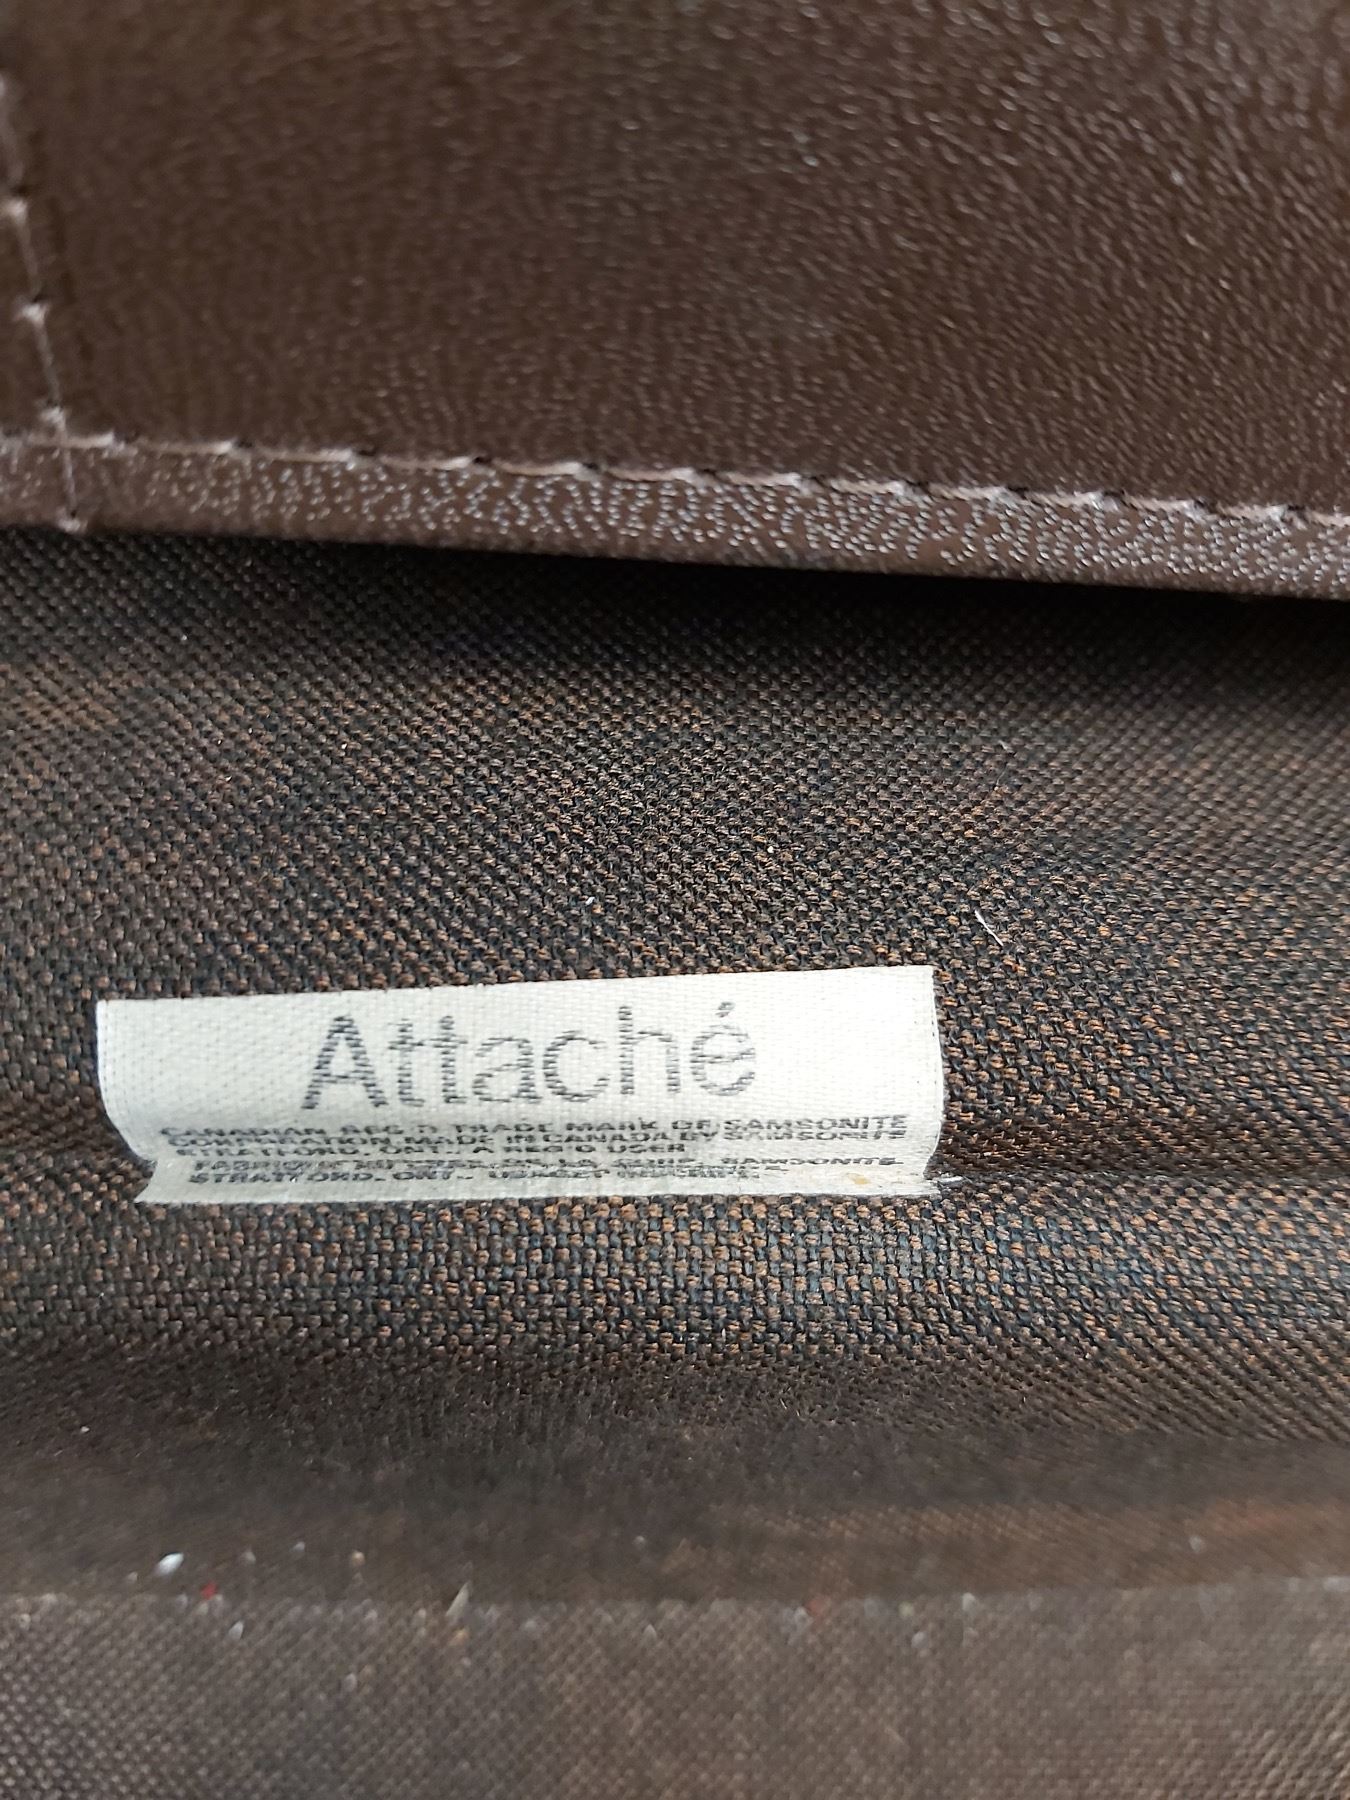 Attaché
CANADIAN REG'D TRADE MARK OF SAMSONITE
CORPORATION, MADE IN CANADA BY SAMSONITE
STRATFORD, ONT., A REG'D USER
SAMSONITE
STRATFORD, ONT.,